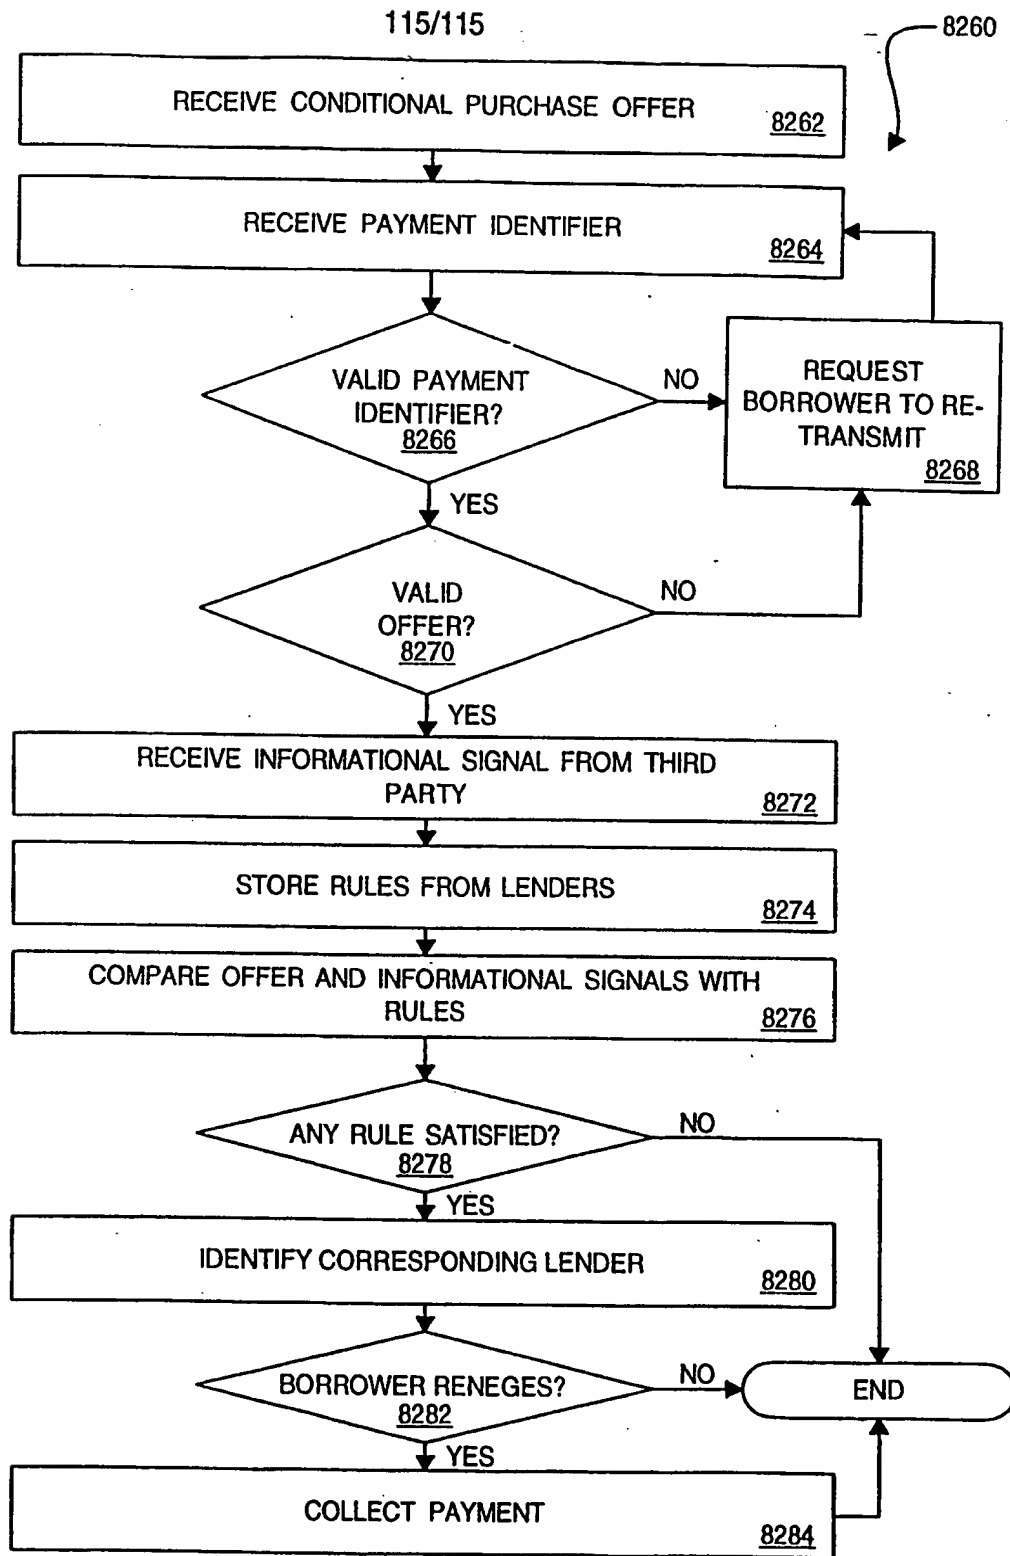 115/115
8260
RECEIVE CONDITIONAL PURCHASE OFFER
8262
RECEIVE PAYMENT IDENTIFIER
8264
VALID PAYMENT
IDENTIFIER?
8266
NO
REQUEST
BORROWER TO RE-
TRANSMIT
8268
YES
VALID
OFFER?
8270
NO
YES
RECEIVE INFORMATIONAL SIGNAL FROM THIRD
PARTY
8272
STORE RULES FROM LENDERS
8274
COMPARE OFFER AND INFORMATIONAL SIGNALS WITH
RULES
8276
ANY RULE SATISFIED?
8278
NO
YES
IDENTIFY CORRESPONDING LENDER
8280
BORROWER RENEGES?
8282
NO
END
YES
COLLECT PAYMENT
8284